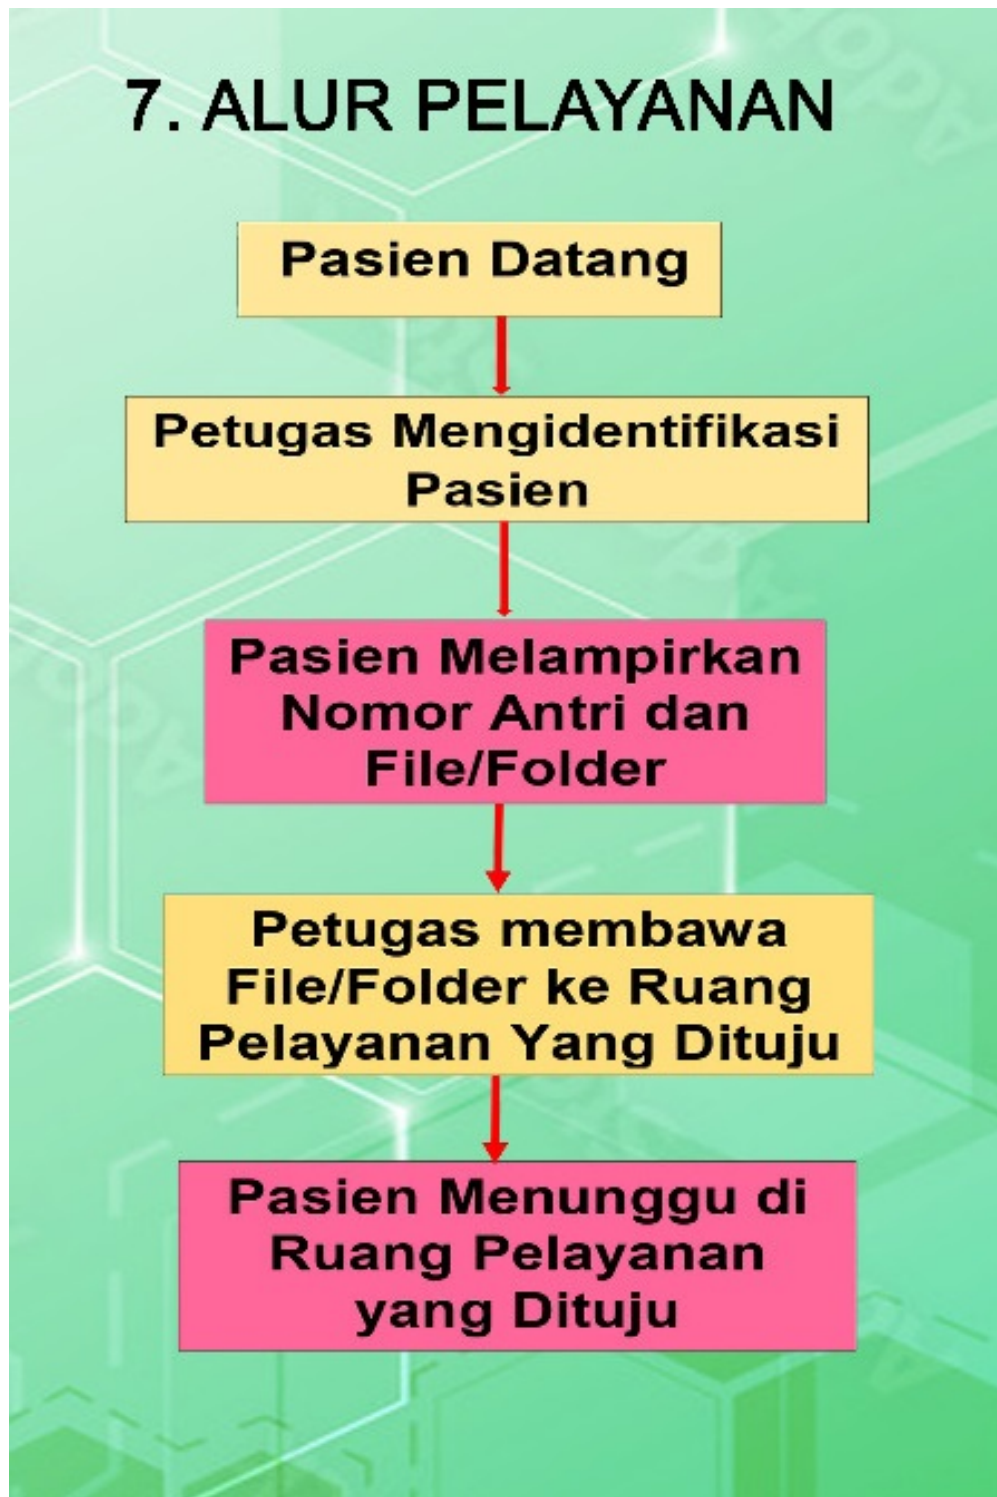 7. ALUR PELAYANAN
Pasien Datang
Petugas Mengidentifikasi
Pasien
Pasien Melampirkan
Nomor Antri dan
File/Folder
Petugas membawa
File/Folder ke Ruang
Pelayanan Yang Dituju
Pasien Menunggu di
Ruang Pelayanan
yang Dituju